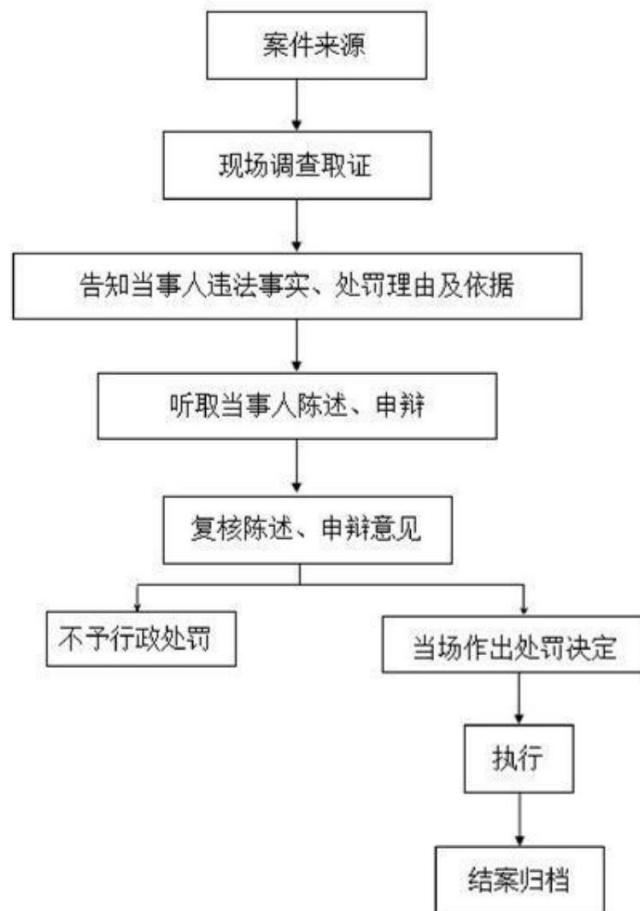 案件来源
现场调查取证
告知当事人违法事实、处罚理由及依据
听取当事人陈述、申辩
复核陈述、申辩意见
不予行政处罚
当场作出处罚决定
执行
结案归档